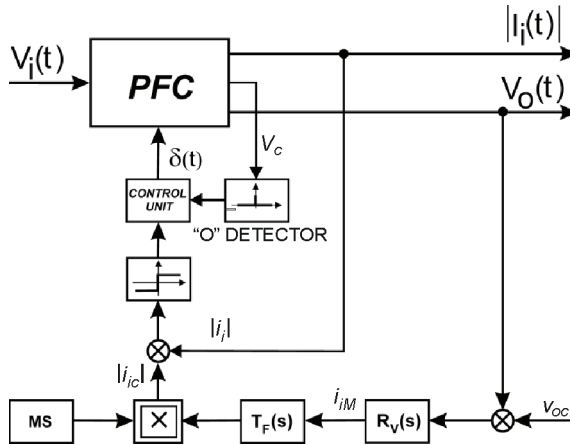 |I_i(t)|
V_i(t)
PFC
V_o(t)
V_c
δ(t)
CONTROL
UNIT
"O" DETECTOR
|i_i|
|i_ic|
i_iM
v_oc
MS
X
T_F(s)
R_V(s)